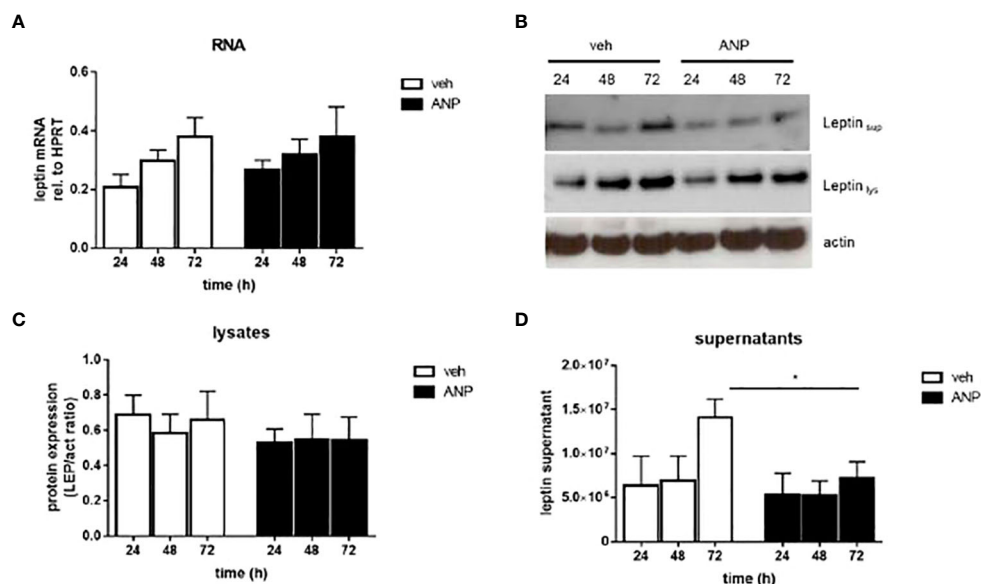 A
RNA
leptin mRNA
rel. to HPRT
0.6
0.4
0.2
0.0
24 48 72 24 48 72
time (h)
veh
ANP
B
veh ANP
24 48 72 24 48 72
Leptin sup
Leptin lys
actin
C
lysates
protein expression
(LEP/act ratio)
1.0
0.8
0.6
0.4
0.2
0.0
24 48 72 24 48 72
time (h)
veh
ANP
D
supernatants
leptin supernatant
2.0×10⁷
1.5×10⁷
1.0×10⁷
5.0×10⁶
0
*
24 48 72 24 48 72
time (h)
veh
ANP